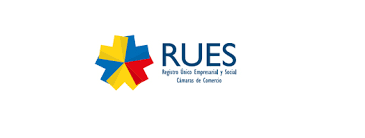 RUES
Registro Único Empresarial y Social
Cámaras de Comercio